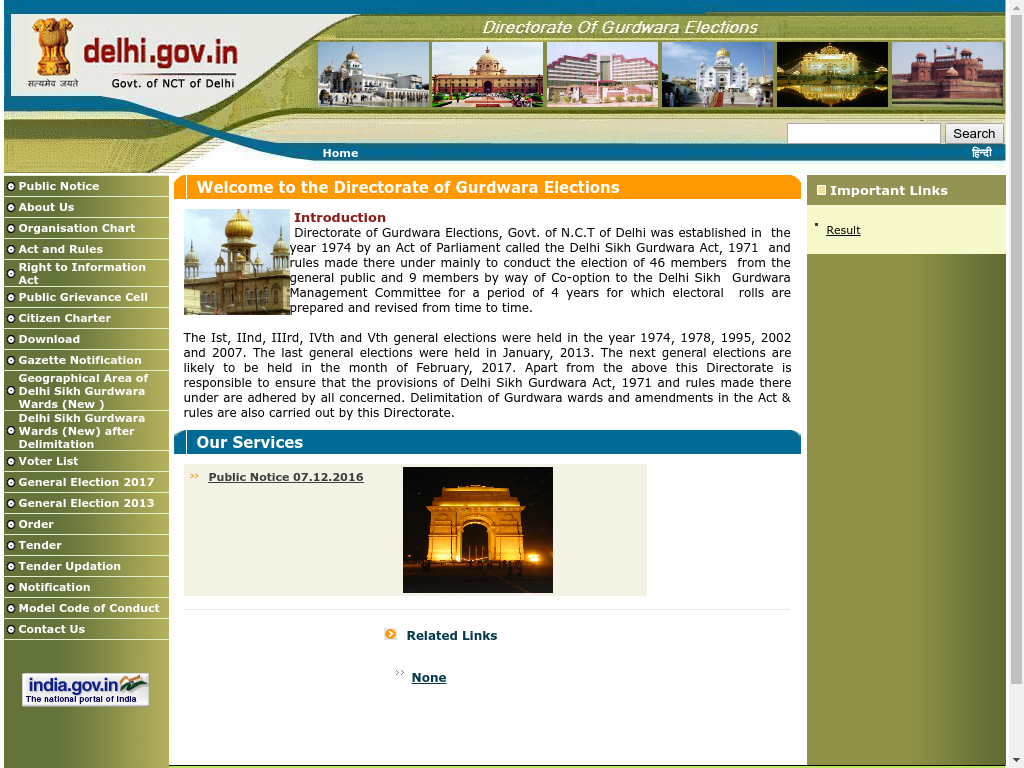 Directorate Of Gurdwara Elections
delhi.gov.in
सत्यमेव जयते
Govt. of NCT of Delhi
Search
Home
हिन्दी
Public Notice
About Us
Organisation Chart
Act and Rules
Right to Information
Act
Public Grievance Cell
Citizen Charter
Download
Gazette Notification
Geographical Area of
Delhi Sikh Gurdwara
Wards (New )
Delhi Sikh Gurdwara
Wards (New) after
Delimitation
Voter List
General Election 2017
General Election 2013
Order
Tender
Tender Updation
Notification
Model Code of Conduct
Contact Us
india.gov.in
The national portal of India
Welcome to the Directorate of Gurdwara Elections
Introduction
Directorate of Gurdwara Elections, Govt. of N.C.T of Delhi was established in the
year 1974 by an Act of Parliament called the Delhi Sikh Gurdwara Act, 1971 and
rules made there under mainly to conduct the election of 46 members from the
general public and 9 members by way of Co-option to the Delhi Sikh Gurdwara
Management Committee for a period of 4 years for which electoral rolls are
prepared and revised from time to time.
The Ist, IInd, IIIrd, IVth and Vth general elections were held in the year 1974, 1978, 1995, 2002
and 2007. The last general elections were held in January, 2013. The next general elections are
likely to be held in the month of February, 2017. Apart from the above this Directorate is
responsible to ensure that the provisions of Delhi Sikh Gurdwara Act, 1971 and rules made there
under are adhered by all concerned. Delimitation of Gurdwara wards and amendments in the Act &
rules are also carried out by this Directorate.
Our Services
Public Notice 07.12.2016
Related Links
None
Important Links
Result